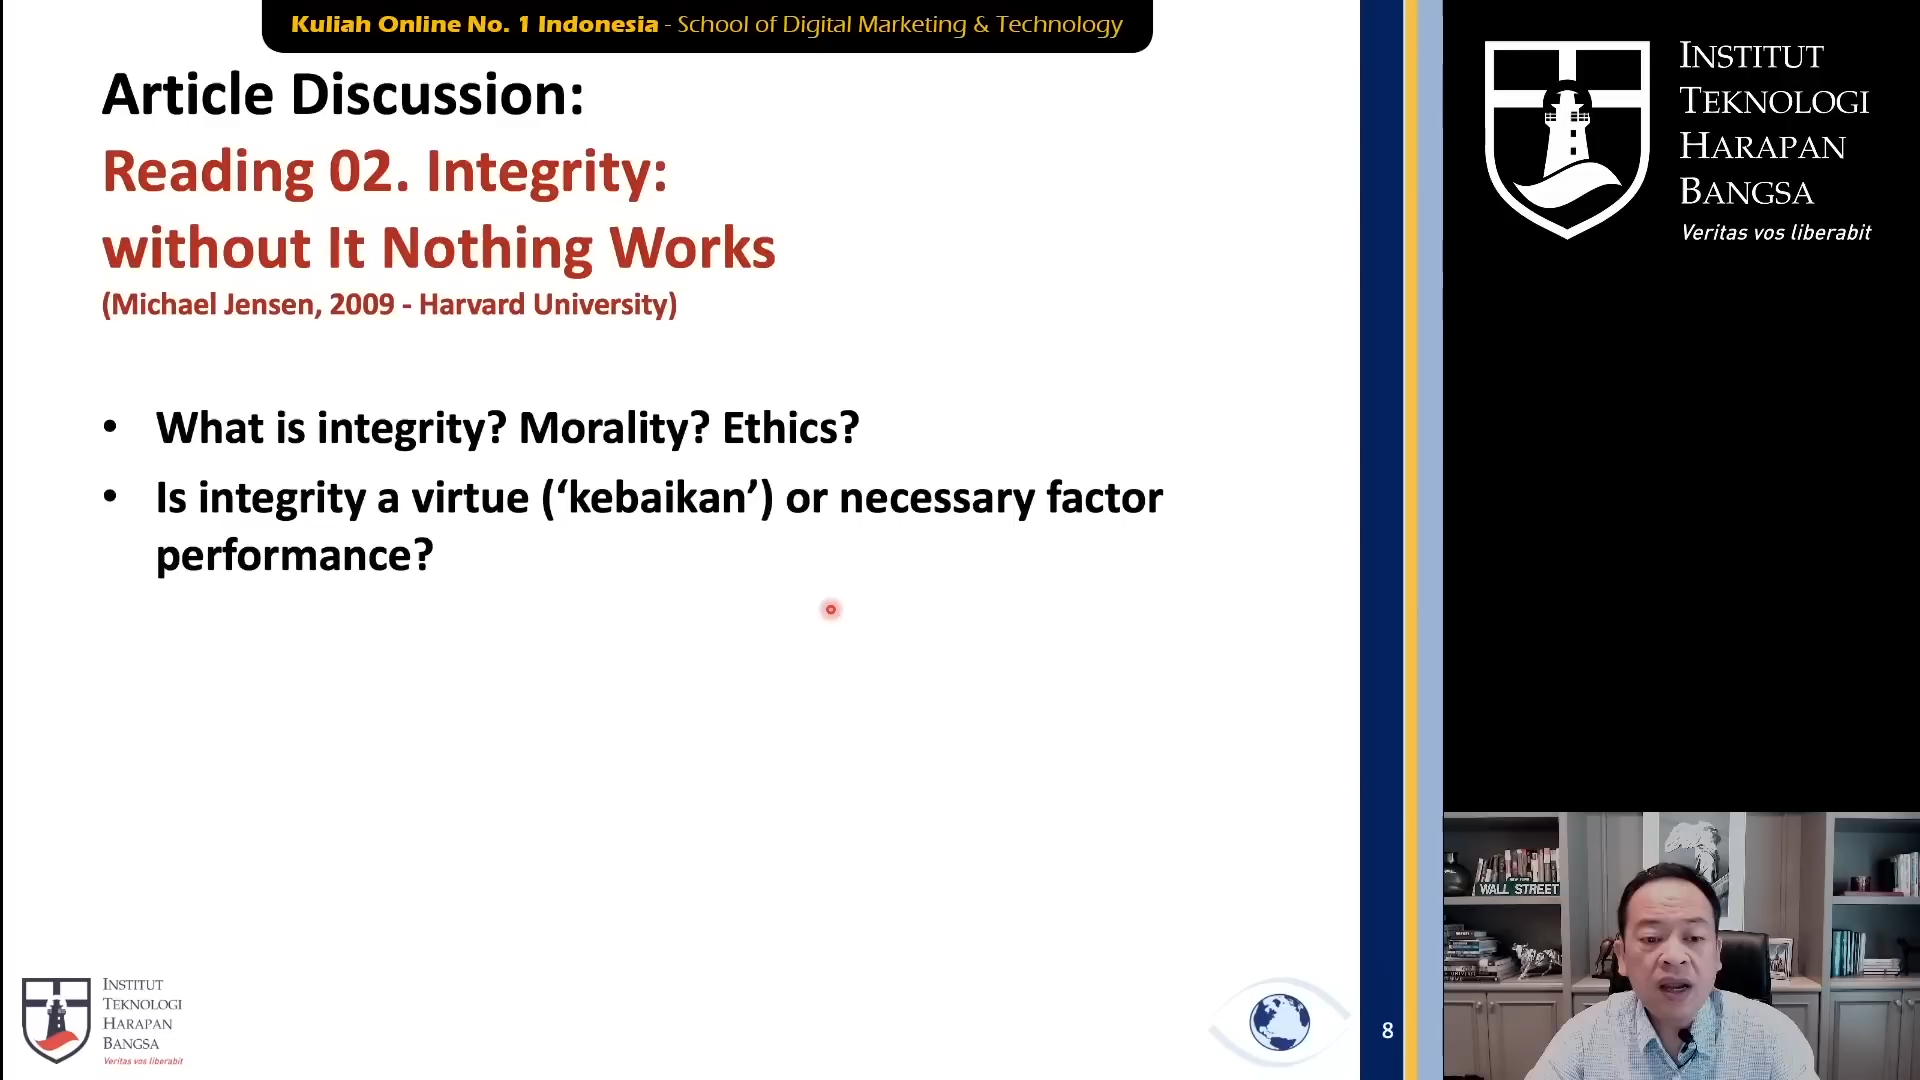 Kuliah Online No. 1 Indonesia - School of Digital Marketing & Technology
Article Discussion:
Reading 02. Integrity:
without It Nothing Works
(Michael Jensen, 2009 - Harvard University)
• What is integrity? Morality? Ethics?
• Is integrity a virtue (‘kebaikan’) or necessary factor
performance?
INSTITUT
TEKNOLOGI
HARAPAN
BANGSA
Veritas vos liberabit
8
INSTITUT
TEKNOLOGI
HARAPAN
BANGSA
Veritas vos liberabit
WALL STREET